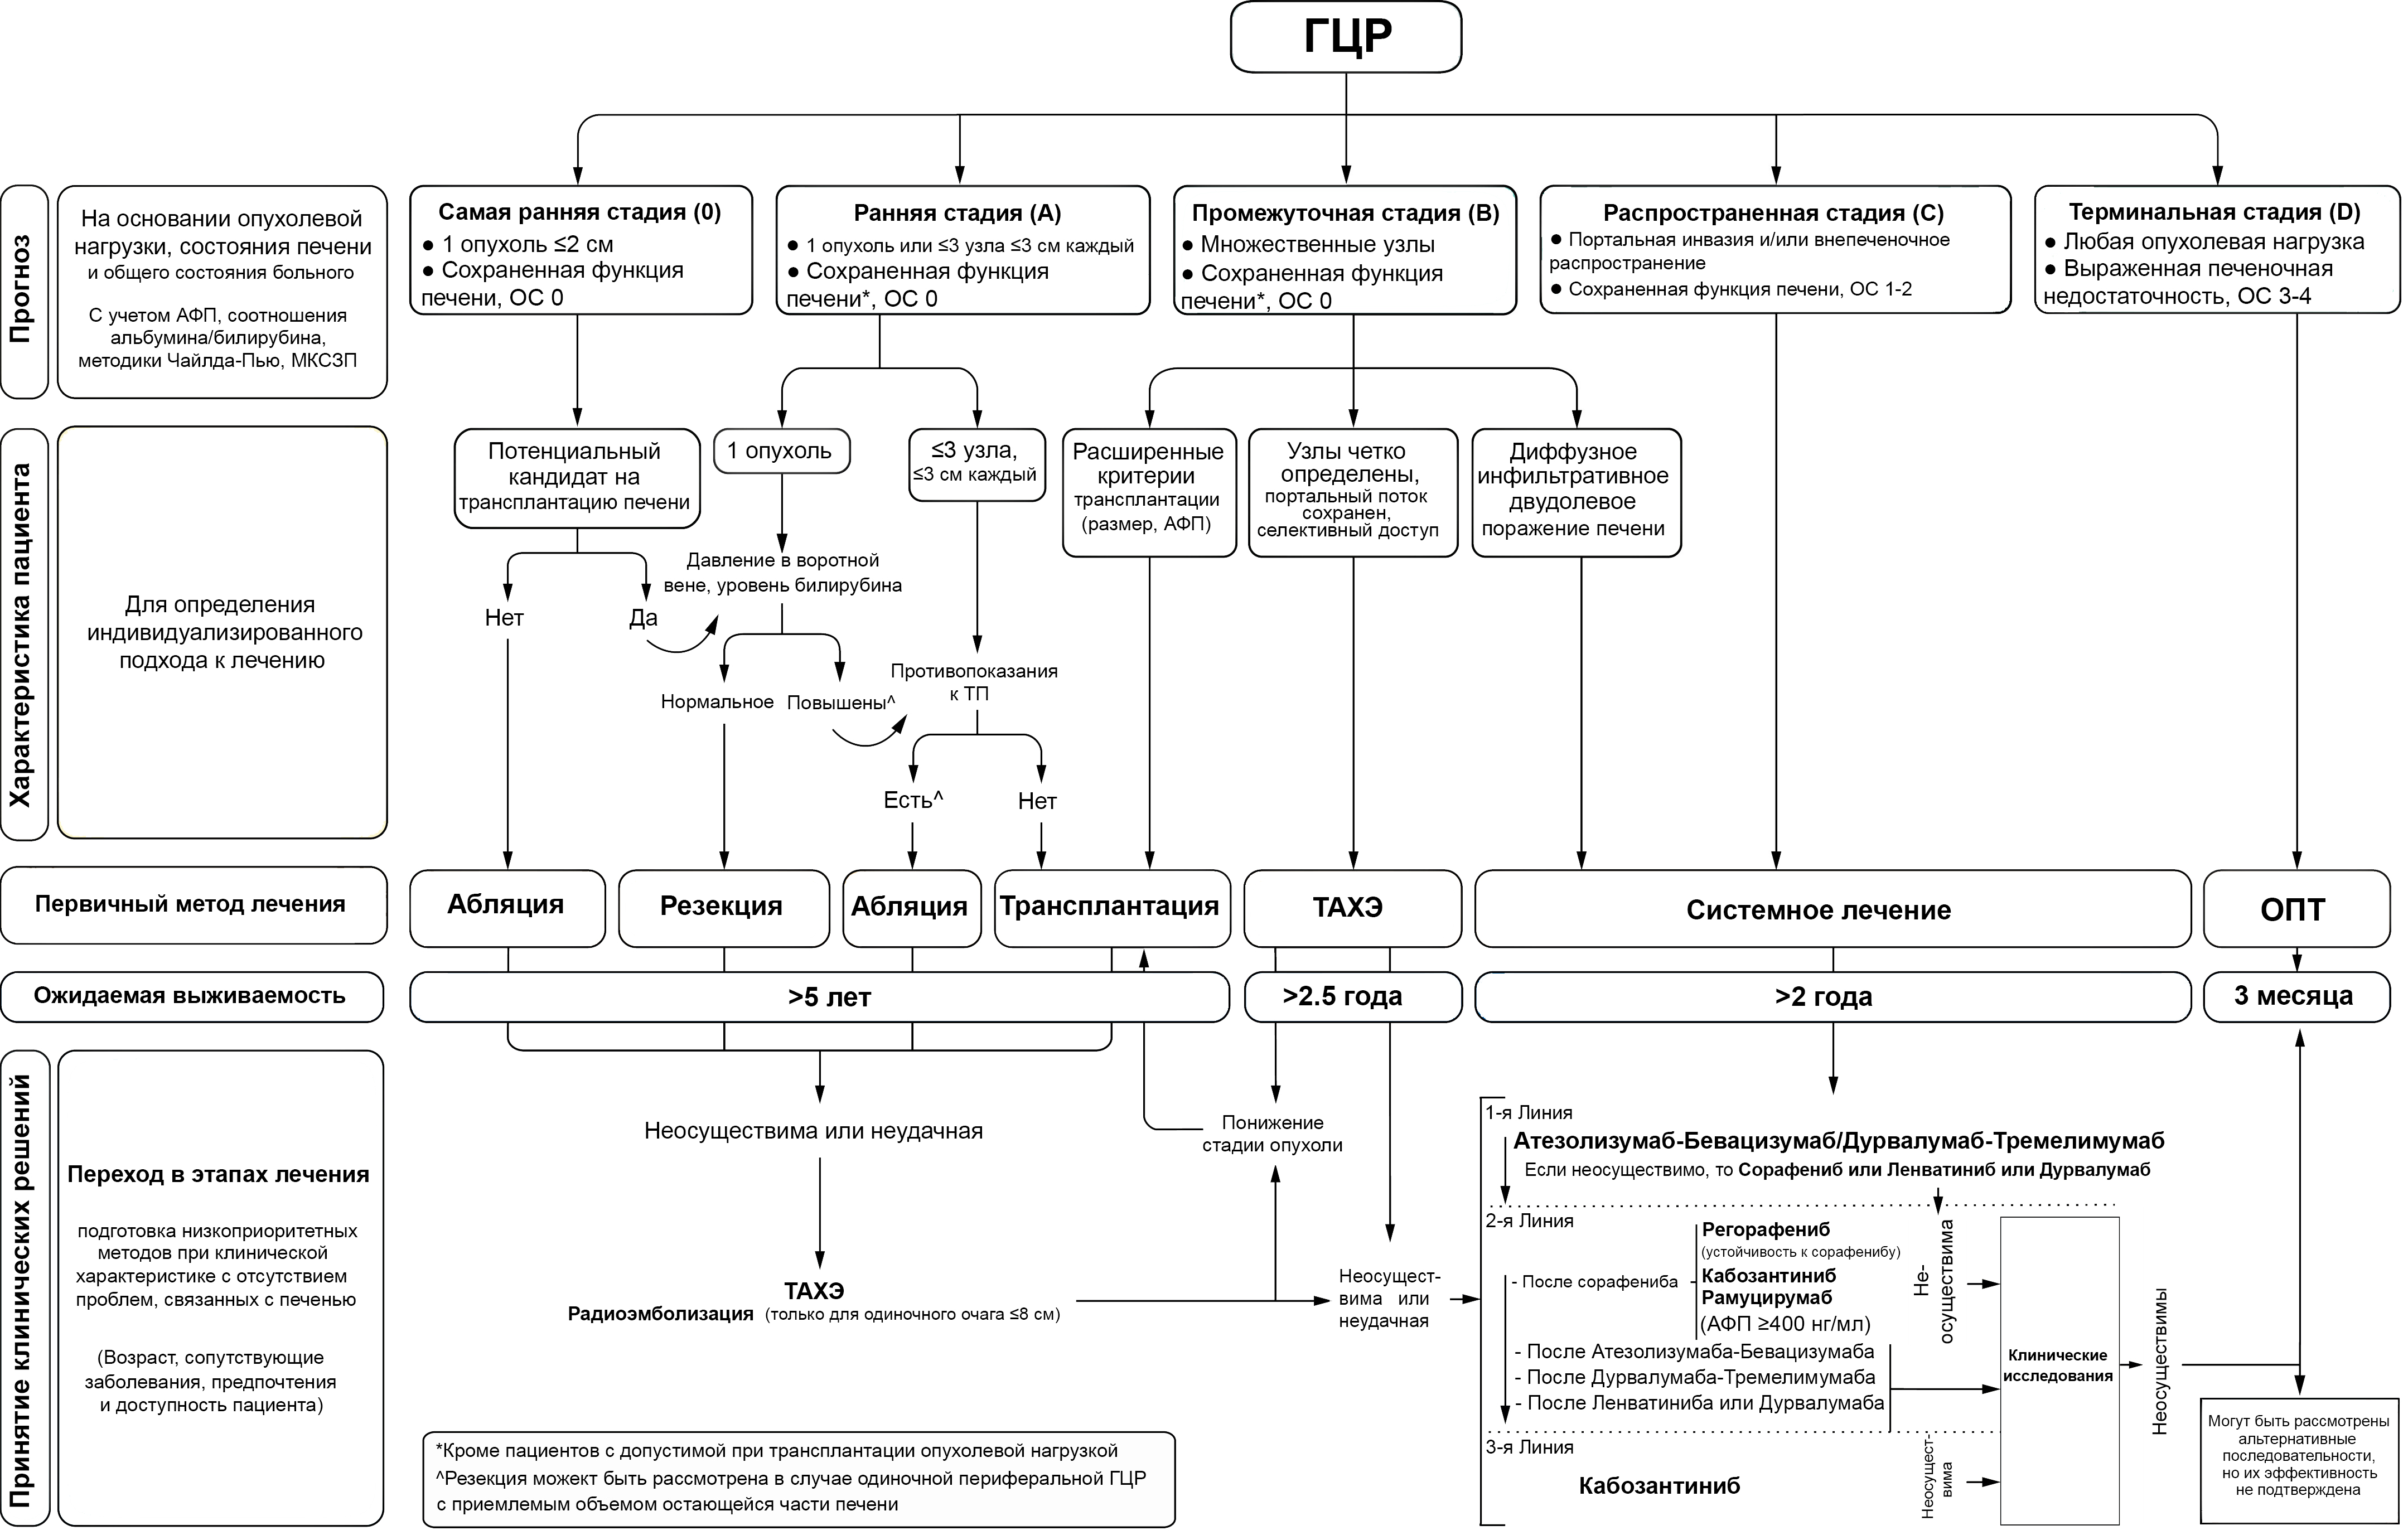 ГЦР
Прогноз
На основании опухолевой
нагрузки, состояния печени
и общего состояния больного
С учетом АФП, соотношения
альбумина/билирубина,
методики Чайлда-Пью, МКСЗП
Самая ранняя стадия (0)
● 1 опухоль ≤2 см
● Сохраненная функция
печени, ОС 0
Ранняя стадия (A)
● 1 опухоль или ≤3 узла ≤3 см каждый
● Сохраненная функция
печени*, ОС 0
Промежуточная стадия (B)
● Множественные узлы
● Сохраненная функция
печени*, ОС 0
Распространенная стадия (C)
● Портальная инвазия и/или внепеченочное
распространение
● Сохраненная функция печени, ОС 1-2
Терминальная стадия (D)
● Любая опухолевая нагрузка
● Выраженная печеночная
недостаточность, ОС 3-4
Характеристика пациента
Для определения
индивидуализированного
подхода к лечению
Потенциальный
кандидат на
трансплантацию печени
Нет
Да
1 опухоль
Давление в воротной
вене, уровень билирубина
Нормальное
Повышены^
≤3 узла,
≤3 см каждый
Противопоказания
к ТП
Есть^
Нет
Расширенные
критерии
трансплантации
(размер, АФП)
Узлы четко
определены,
портальный поток
сохранен,
селективный доступ
Диффузное
инфильтративное
двудолевое
поражение печени
Первичный метод лечения
Абляция
Резекция
Абляция
Трансплантация
ТАХЭ
Системное лечение
ОПТ
Ожидаемая выживаемость
>5 лет
>2.5 года
>2 года
3 месяца
Принятие клинических решений
Переход в этапах лечения
подготовка низкоприоритетных
методов при клинической
характеристике с отсутствием
проблем, связанных с печенью
(Возраст, сопутствующие
заболевания, предпочтения
и доступность пациента)
Неосуществима или неудачная
ТАХЭ
Радиоэмболизация (только для одиночного очага ≤8 см)
Понижение
стадии опухоли
Неосущест-
вима или
неудачная
1-я Линия
Атезолизумаб-Бевацизумаб/Дурвалумаб-Тремелимумаб
Если неосуществимо, то Сорафениб или Ленватиниб или Дурвалумаб
2-я Линия
- После сорафениба
Регорафениб
(устойчивость к сорафенибу)
Кабозантиниб
Рамуцирумаб
(АФП ≥400 нг/мл)
- После Атезолизумаба-Бевацизумаба
- После Дурвалумаба-Тремелимумаба
- После Ленватиниба или Дурвалумаба
Не-
осуществима
3-я Линия
Кабозантиниб
Неосущест-
вима
Клинические
исследования
Неосуществимы
Могут быть рассмотрены
альтернативные
последовательности,
но их эффективность
не подтверждена
*Кроме пациентов с допустимой при трансплантации опухолевой нагрузкой
^Резекция можект быть рассмотрена в случае одиночной периферальной ГЦР
с приемлемым объемом остающейся части печени